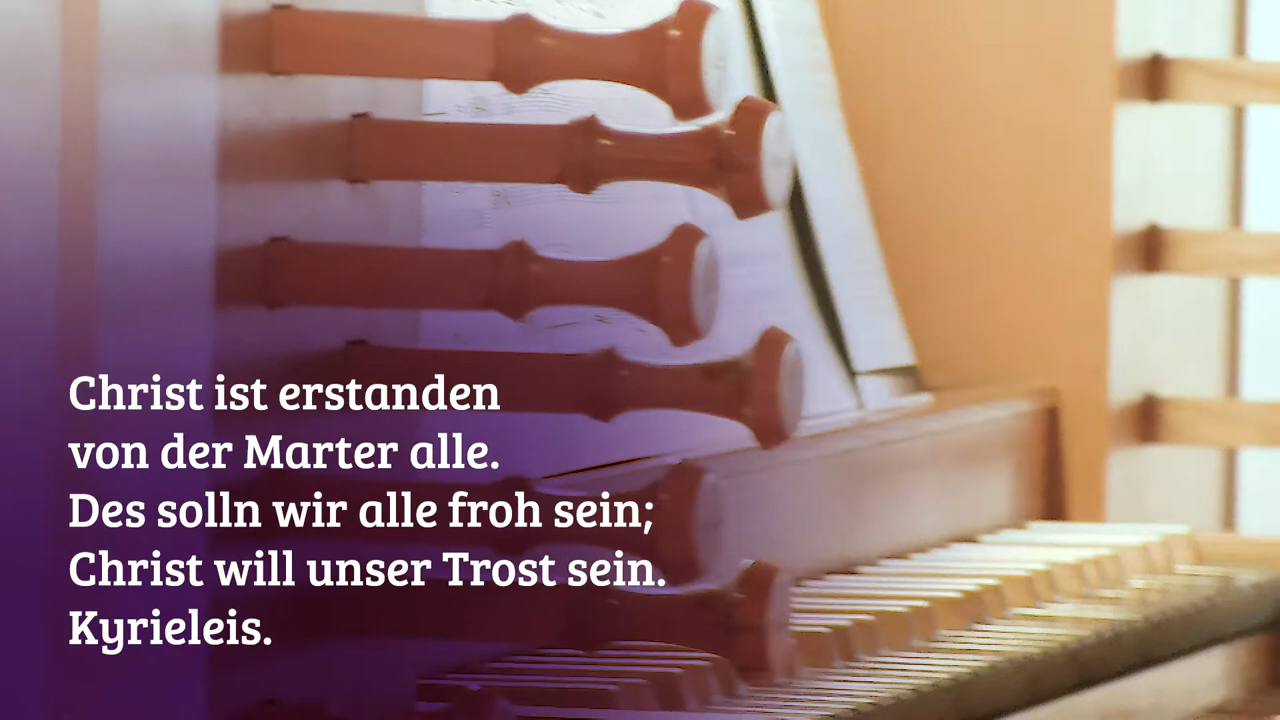 Christ ist erstanden
von der Marter alle.
Des solln wir alle froh sein;
Christ will unser Trost sein.
Kyrieleis.